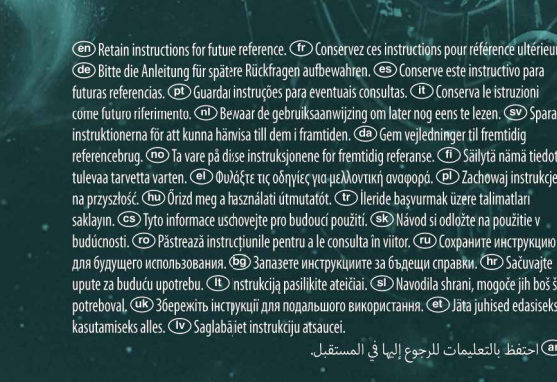 en Retain instructions for future reference. fr Conservez ces instructions pour référence ultérieur
de Bitte die Anleitung für spätere Rückfragen aufbewahren. es Conserve este instructivo para
futuras referencias. pt Guardar instruções para eventuais consultas. it Conserva le istruzioni
come futuro riferimento. nl Bewaar de gebruiksaanwijzing om later nog eens te lezen. sv Spara
instruktionerna för att kunna hänvisa till dem i framtiden. da Gem vejledninger til fremtidig
referencebrug. no Ta vare på disse instruksjonene for fremtidig referanse. fi Säilytä nämä tiedot
tulevaa tarvetta varten. el Φυλάξτε τις οδηγίες για μελλοντική αναφορά. pl Zachowaj instrukcje
na przyszłość. hu Őrizd meg a használati útmutatót. tr İleride başvurmak üzere talimatları
saklayın. cs Tyto informace uschovejte pro budoucí použití. sk Návod si odložte na použitie v
budúcnosti. ro Păstrează instrucțiunile pentru a le consulta în viitor. ru Сохраните инструкцию
для будущего использования. bg Запазете инструкциите за бъдещи справки. hr Sačuvajte
upute za buduću upotrebu. lt nstrukciją pasilikite ateičiai. sl Navodila shrani, mogoče jih boš š
potreboval. uk Збережіть інструкції для подальшого використання. et Jäta juhised edaseks
kasutamiseks alles. lv Saglabājiet instrukciju atsaucei.
ar احتفظ بالتعليمات للرجوع إليها في المستقبل.